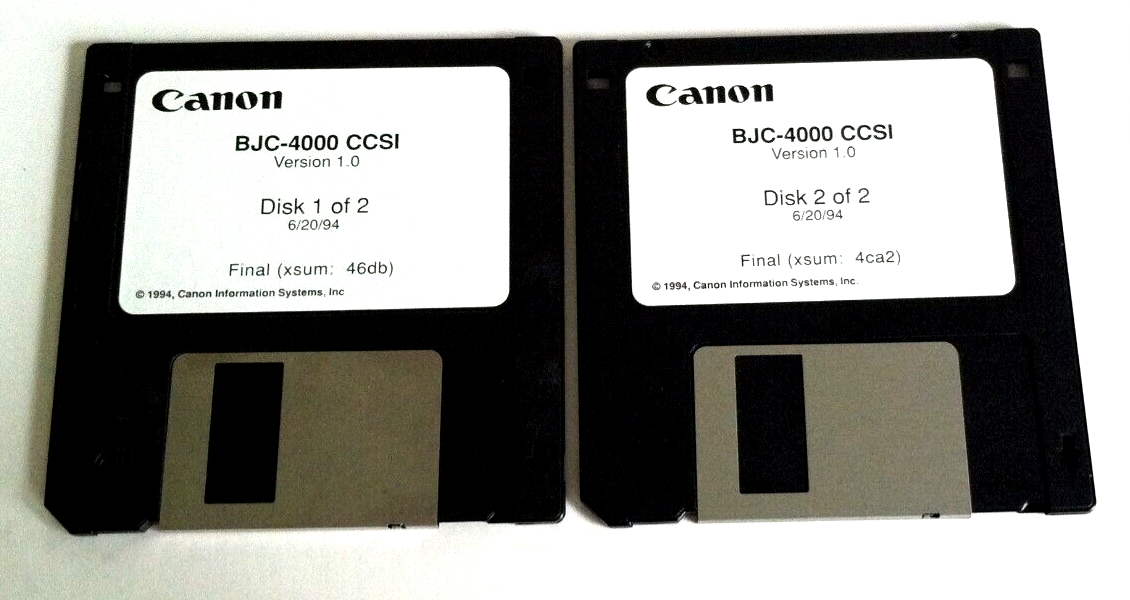 Canon
BJC-4000 CCSI
Version 1.0
Disk 1 of 2
6/20/94
Final (xsum: 46db)
© 1994, Canon Information Systems, Inc
Canon
BJC-4000 CCSI
Version 1.0
Disk 2 of 2
6/20/94
Final (xsum: 4ca2)
© 1994, Canon Information Systems, Inc.